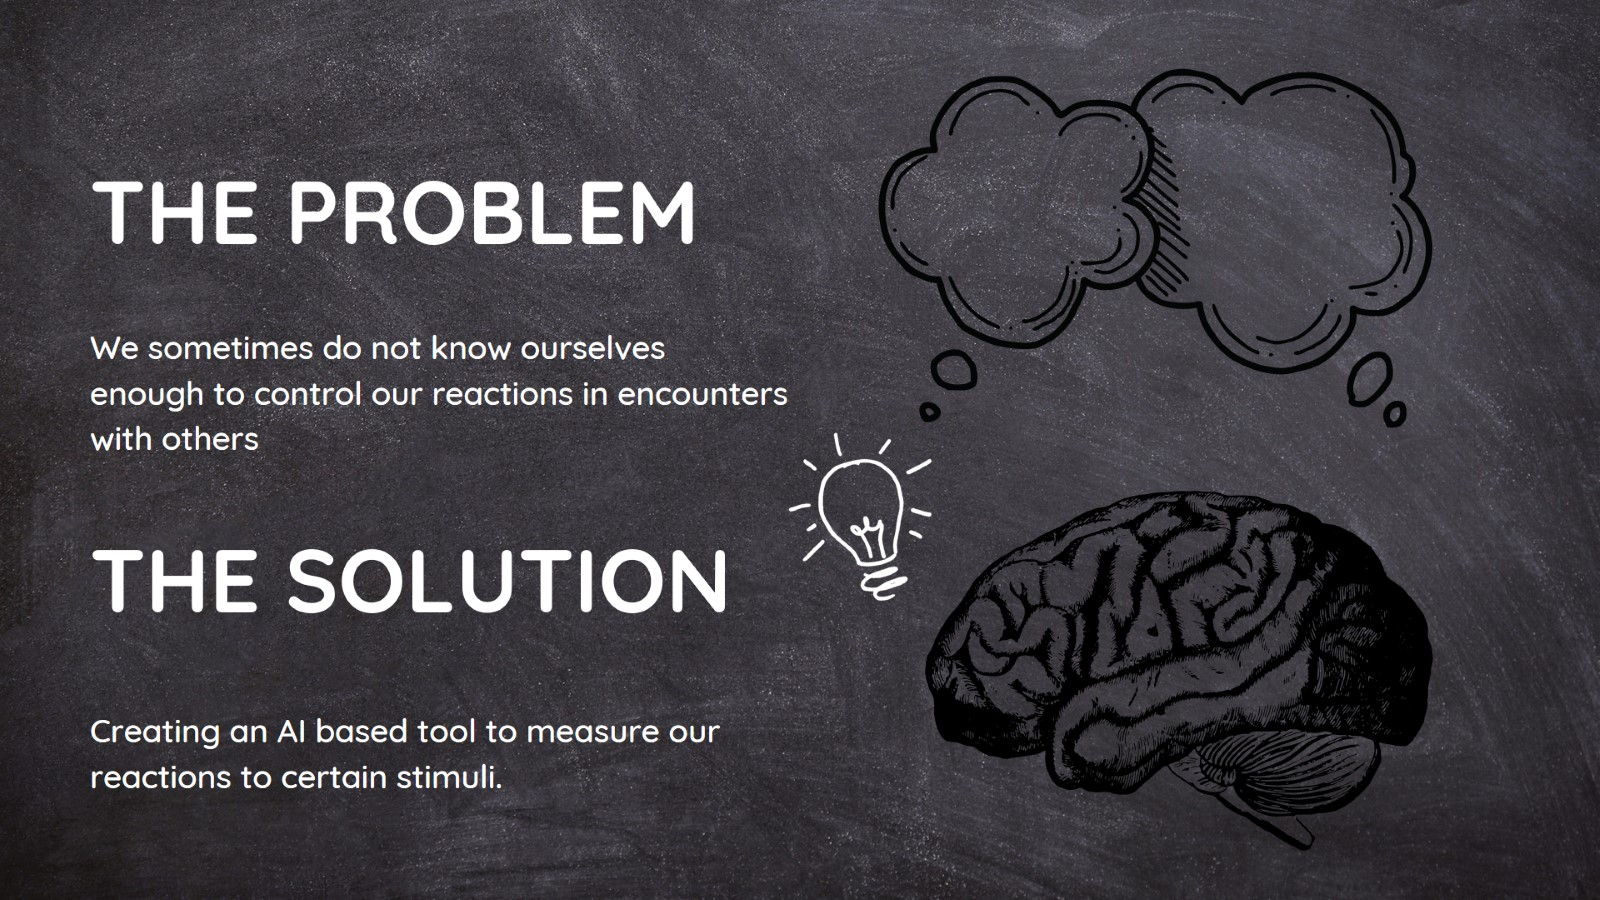 THE PROBLEM
We sometimes do not know ourselves
enough to control our reactions in encounters
with others
THE SOLUTION
Creating an AI based tool to measure our
reactions to certain stimuli.